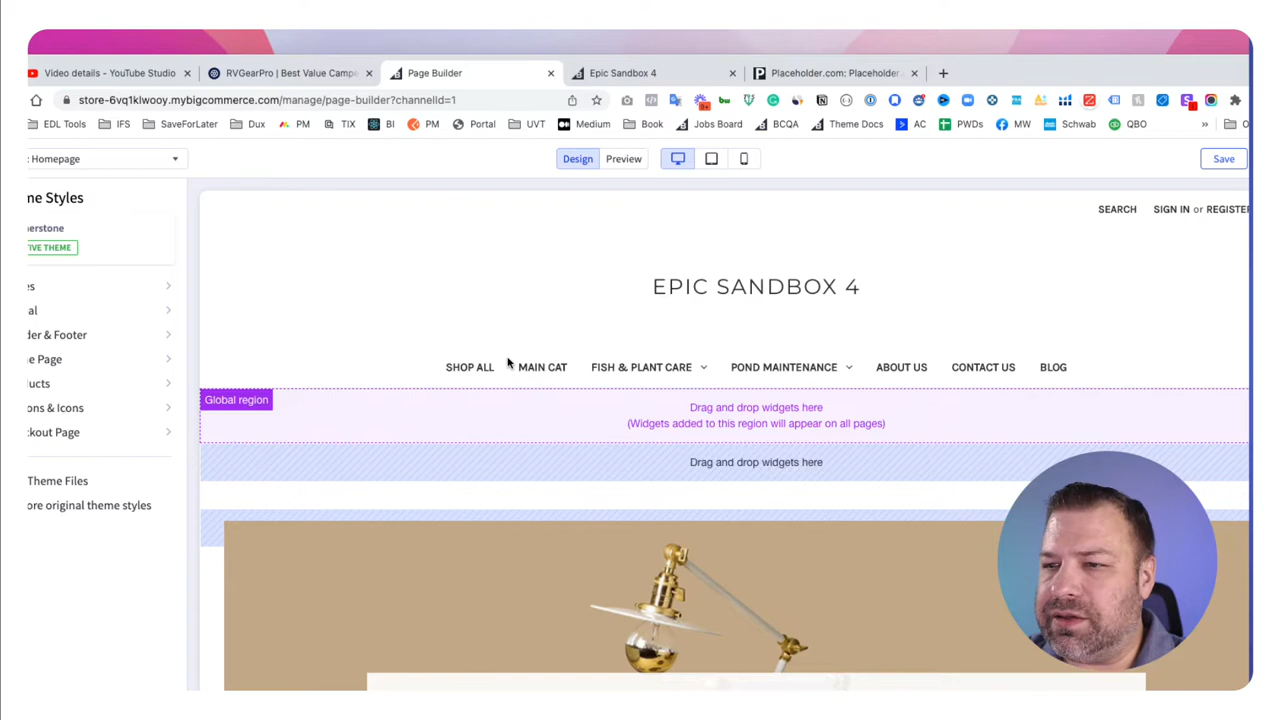 Video details - YouTube Studio
RVGearPro | Best Value Campe
Page Builder
Epic Sandbox 4
Placeholder.com: Placeholder
store-6vq1klwooy.mybigcommerce.com/manage/page-builder?channelId=1
EDL Tools
IFS
SaveForLater
Dux
PM
TIX
BI
PM
Portal
UVT
Medium
Book
Jobs Board
BCQA
Theme Docs
AC
PWDs
MW
Schwab
QBO
»
O
: Homepage
Design
Preview
Save
me Styles
erstone
IVE THEME
es
al
der & Footer
e Page
ucts
ons & Icons
ckout Page
Theme Files
ore original theme styles
SEARCH
SIGN IN or REGISTER
EPIC SANDBOX 4
SHOP ALL
MAIN CAT
FISH & PLANT CARE
POND MAINTENANCE
ABOUT US
CONTACT US
BLOG
Global region
Drag and drop widgets here
(Widgets added to this region will appear on all pages)
Drag and drop widgets here